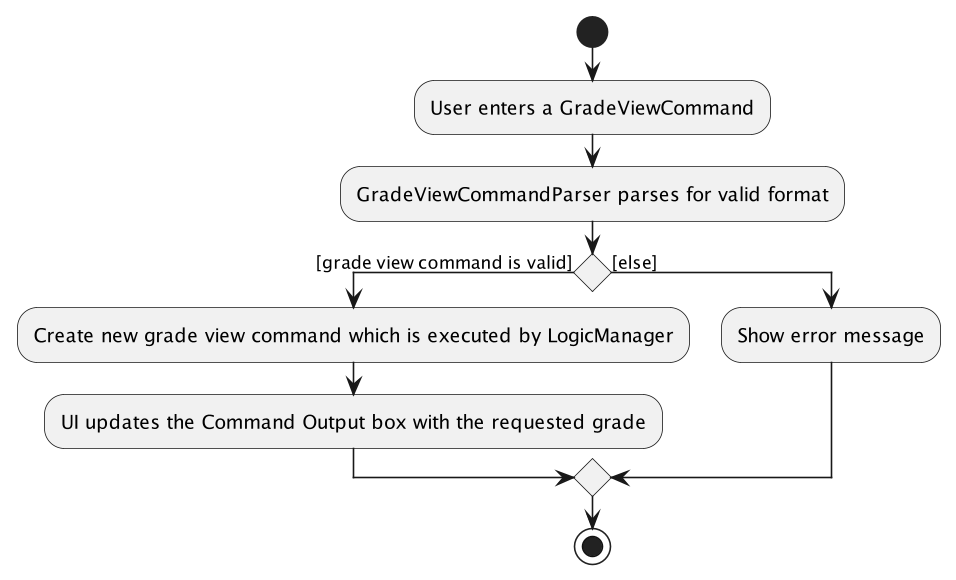 User enters a GradeViewCommand
GradeViewCommandParser parses for valid format
[grade view command is valid]
[else]
Create new grade view command which is executed by LogicManager
Show error message
UI updates the Command Output box with the requested grade